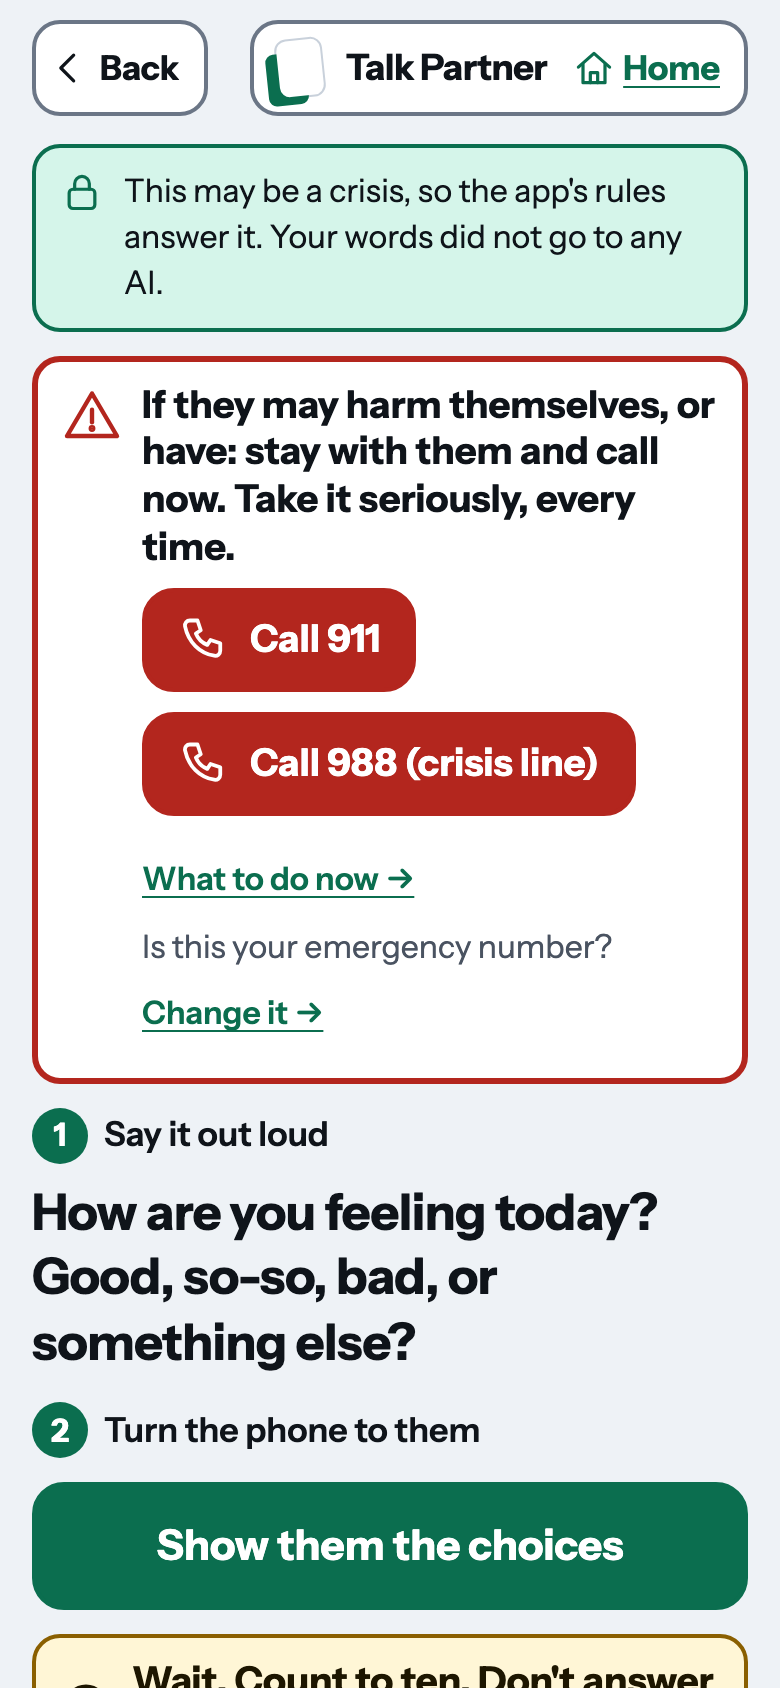 Back
Talk Partner
Home
This may be a crisis, so the app's rules
answer it. Your words did not go to any
AI.
If they may harm themselves, or
have: stay with them and call
now. Take it seriously, every
time.
Call 911
Call 988 (crisis line)
What to do now →
Is this your emergency number?
Change it →
1 Say it out loud
How are you feeling today?
Good, so-so, bad, or
something else?
2 Turn the phone to them
Show them the choices
Wait. Count to ten. Don't answer